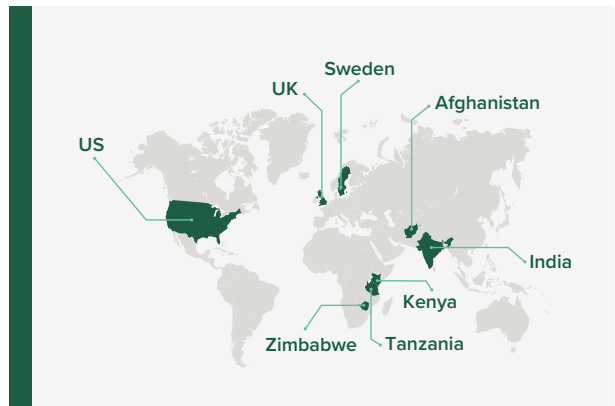 Sweden
UK
Afghanistan
US
India
Kenya
Zimbabwe
Tanzania